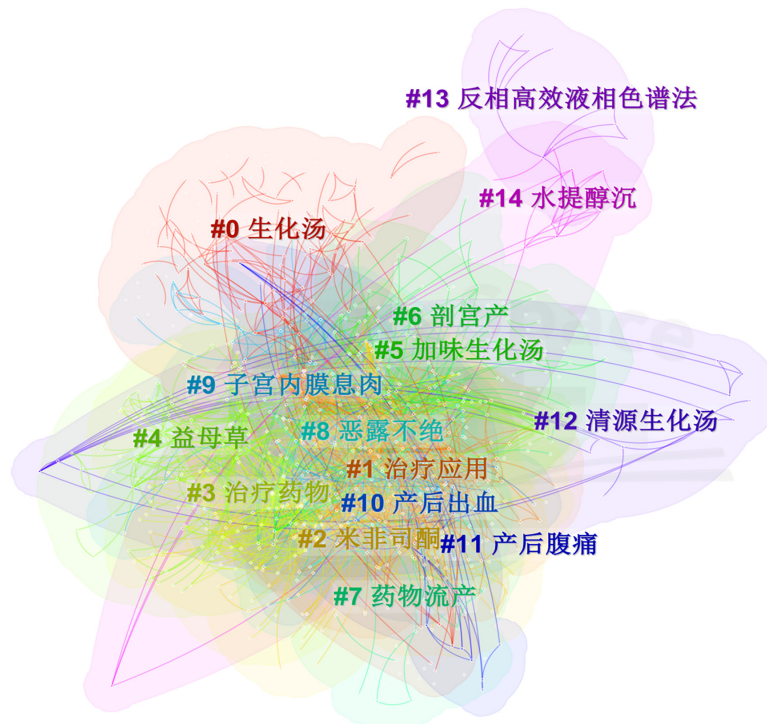 #13 反相高效液相色谱法
#14 水提醇沉
#0 生化汤
#6 剖宫产
#5 加味生化汤
#9 子宫内膜息肉
#12 清源生化汤
#8 恶露不绝
#4 益母草
#1 治疗应用
#3 治疗药物
#10 产后出血
#2 米非司酮
#11 产后腹痛
#7 药物流产